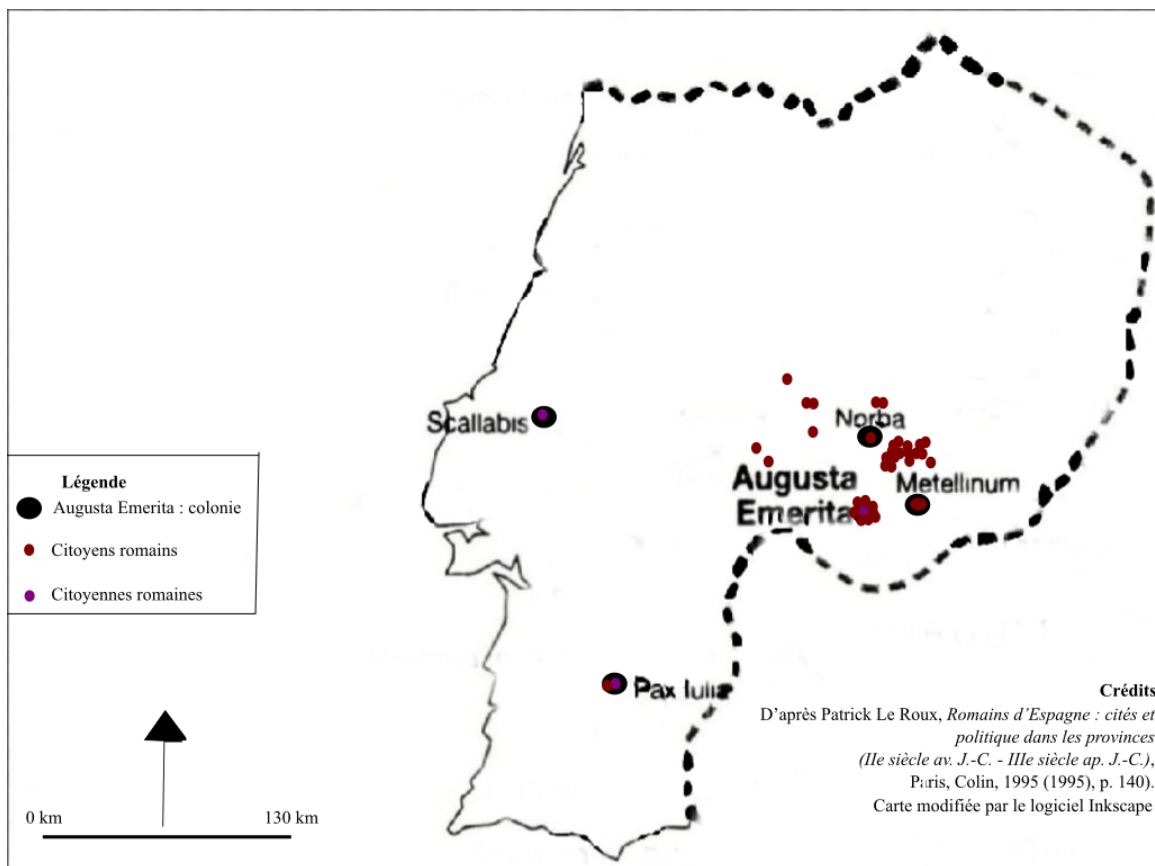 Norba
Scallabis
Augusta
Emerita
Metellinum
Pax Iulia
Légende
Augusta Emerita : colonie
Citoyens romains
Citoyennes romaines
0 km
130 km
Crédits
D’après Patrick Le Roux, Romains d’Espagne : cités et
politique dans les provinces
(IIe siècle av. J.-C. - IIIe siècle ap. J.-C.),
Paris, Colin, 1995 (1995), p. 140).
Carte modifiée par le logiciel Inkscape